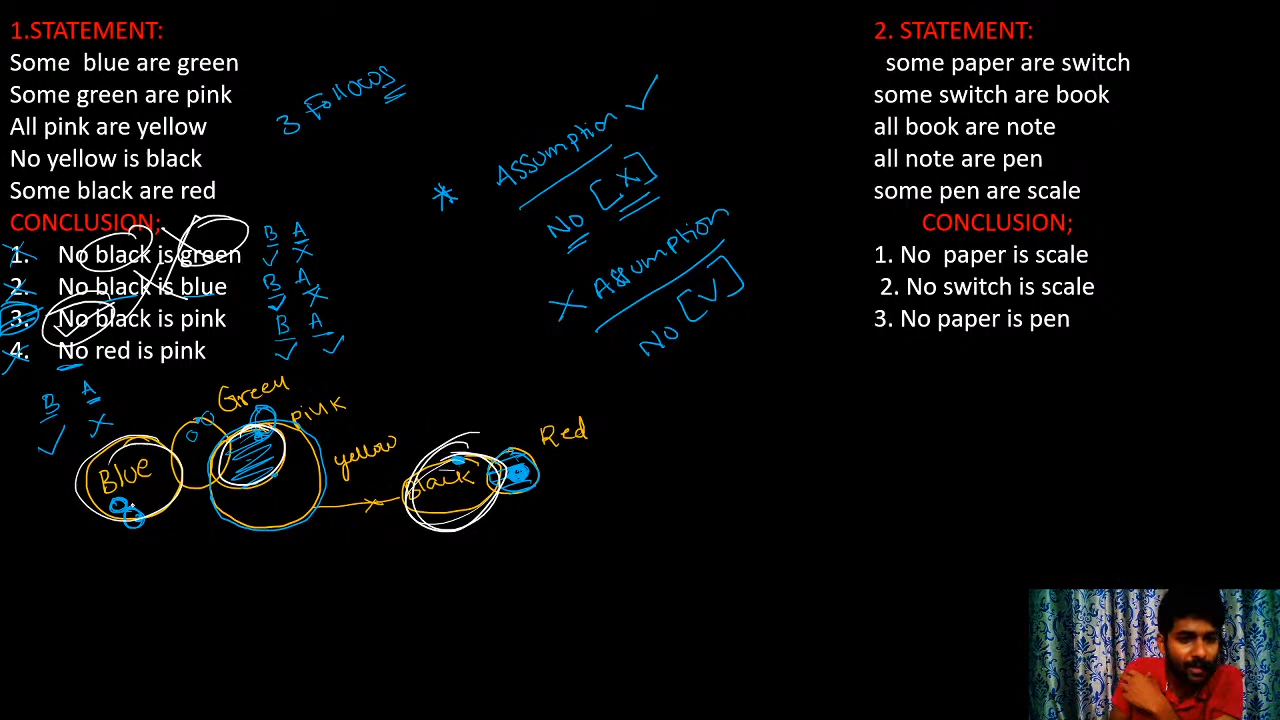 1.STATEMENT:
Some blue are green
Some green are pink
All pink are yellow
No yellow is black
Some black are red
CONCLUSION;
1. No black is green
2. No black is blue
3. No black is pink
4. No red is pink
3 Follows
B A
B A
B A
B A
* Assumption ✓
No [X]
X Assumption
No [✓]
Green
pink
Blue
yellow
Black
Red
2. STATEMENT:
some paper are switch
some switch are book
all book are note
all note are pen
some pen are scale
CONCLUSION;
1. No paper is scale
2. No switch is scale
3. No paper is pen